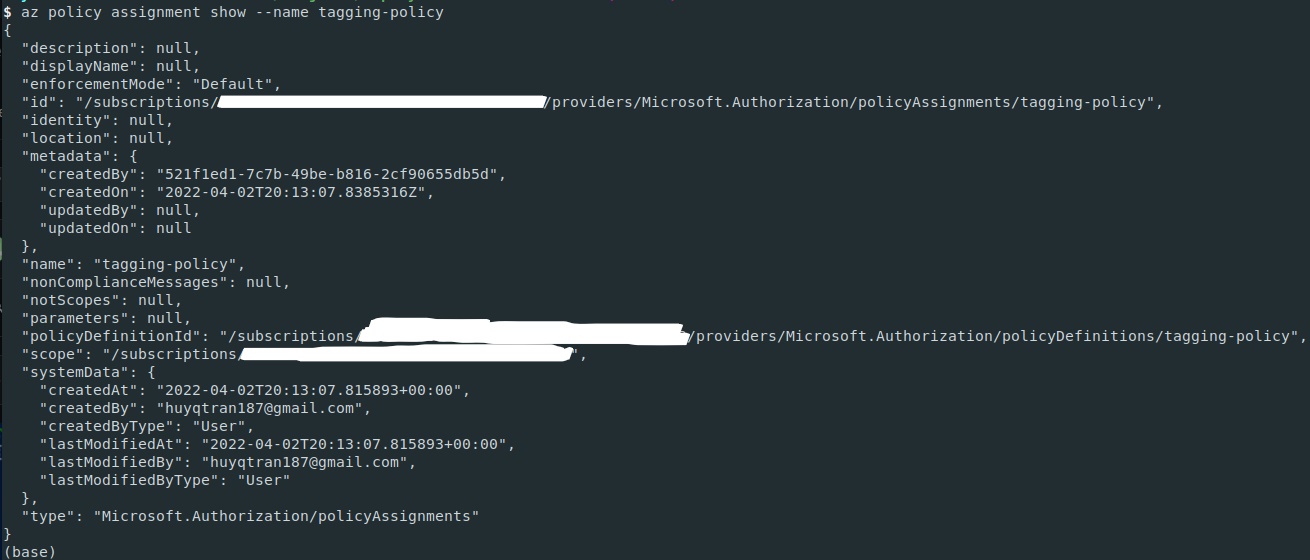 $ az policy assignment show --name tagging-policy
{
  "description": null,
  "displayName": null,
  "enforcementMode": "Default",
  "id": "/subscriptions/ /providers/Microsoft.Authorization/policyAssignments/tagging-policy",
  "identity": null,
  "location": null,
  "metadata": {
    "createdBy": "521f1ed1-7c7b-49be-b816-2cf90655db5d",
    "createdOn": "2022-04-02T20:13:07.8385316Z",
    "updatedBy": null,
    "updatedOn": null
  },
  "name": "tagging-policy",
  "nonComplianceMessages": null,
  "notScopes": null,
  "parameters": null,
  "policyDefinitionId": "/subscriptions/ /providers/Microsoft.Authorization/policyDefinitions/tagging-policy",
  "scope": "/subscriptions/ ",
  "systemData": {
    "createdAt": "2022-04-02T20:13:07.815893+00:00",
    "createdBy": "huyqtran187@gmail.com",
    "createdByType": "User",
    "lastModifiedAt": "2022-04-02T20:13:07.815893+00:00",
    "lastModifiedBy": "huyqtran187@gmail.com",
    "lastModifiedByType": "User"
  },
  "type": "Microsoft.Authorization/policyAssignments"
}
(base)